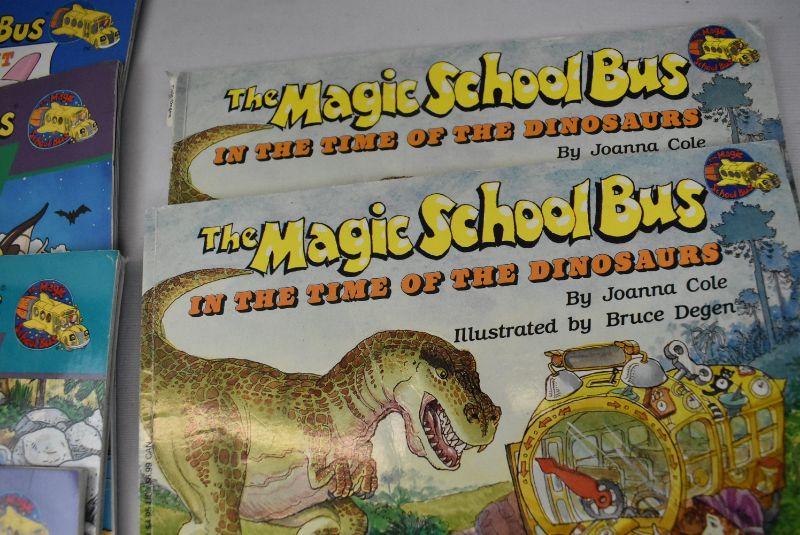 Bus
The Magic School Bus
IN THE TIME OF THE DINOSAURS
By Joanna Cole
The Magic School Bus
IN THE TIME OF THE DINOSAURS
By Joanna Cole
Illustrated by Bruce Degen